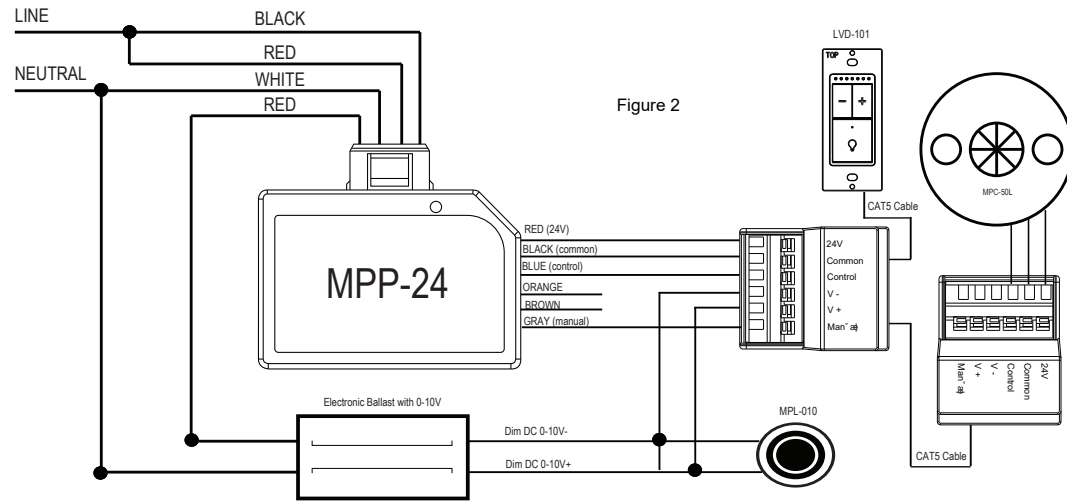 LINE
BLACK
RED
NEUTRAL
WHITE
RED
Figure 2
LVD-101
TOP
- +
CAT5 Cable
MPC-50L
MPP-24
RED (24V)
BLACK (common)
BLUE (control)
ORANGE
BROWN
GRAY (manual)
24V
Common
Control
V -
V +
24V
Common
Control
V -
V +
CAT5 Cable
Electronic Ballast with 0-10V
Dim DC 0-10V-
Dim DC 0-10V+
MPL-010